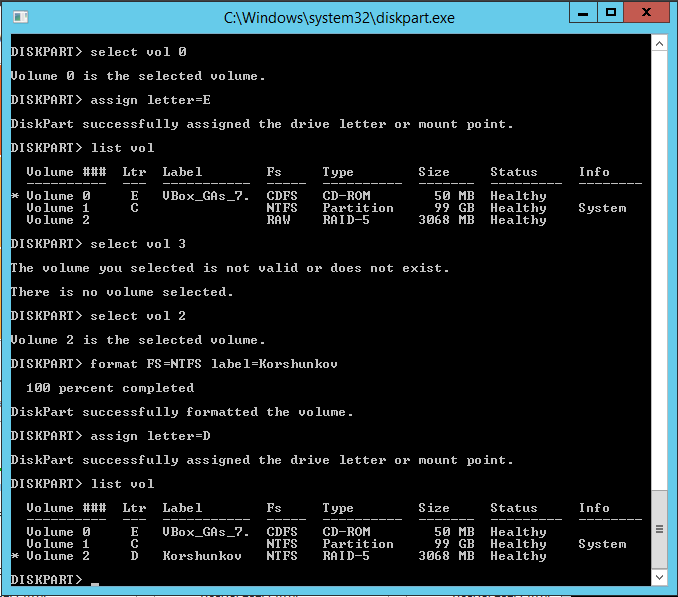 C:\Windows\system32\diskpart.exe
DISKPART> select vol 0
Volume 0 is the selected volume.
DISKPART> assign letter=E
DiskPart successfully assigned the drive letter or mount point.
DISKPART> list vol
  Volume ###  Ltr  Label        Fs     Type        Size     Status     Info
  ----------  ---  -----------  -----  ----------  -------  ---------  --------
* Volume 0     E   VBox_GAs_7.  CDFS   CD-ROM        50 MB  Healthy
  Volume 1     C                NTFS   Partition     99 GB  Healthy    System
  Volume 2                      RAW    RAID-5      3068 MB  Healthy
DISKPART> select vol 3
The volume you selected is not valid or does not exist.
There is no volume selected.
DISKPART> select vol 2
Volume 2 is the selected volume.
DISKPART> format FS=NTFS label=Korshunkov
  100 percent completed
DiskPart successfully formatted the volume.
DISKPART> assign letter=D
DiskPart successfully assigned the drive letter or mount point.
DISKPART> list vol
  Volume ###  Ltr  Label        Fs     Type        Size     Status     Info
  ----------  ---  -----------  -----  ----------  -------  ---------  --------
  Volume 0     E   VBox_GAs_7.  CDFS   CD-ROM        50 MB  Healthy
  Volume 1     C                NTFS   Partition     99 GB  Healthy    System
* Volume 2     D   Korshunkov   NTFS   RAID-5      3068 MB  Healthy
DISKPART> _